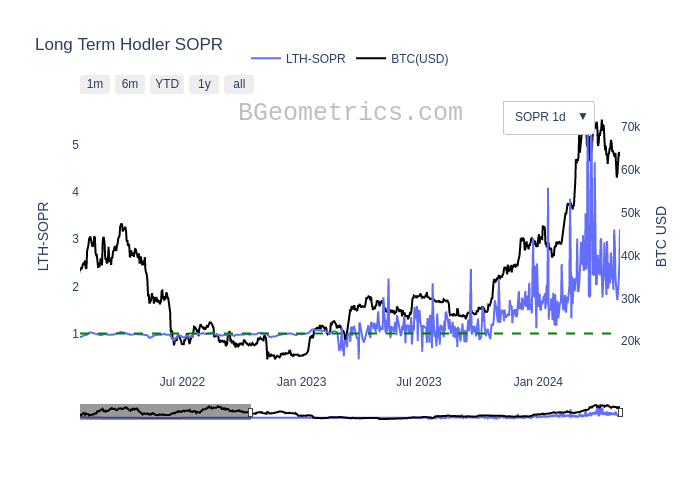 Long Term Hodler SOPR
LTH-SOPR BTC(USD)
1m 6m YTD 1y all
BGeometrics.com
SOPR 1d ▼
5
4
3
2
1
LTH-SOPR
70k
60k
50k
40k
30k
20k
BTC USD
Jul 2022 Jan 2023 Jul 2023 Jan 2024